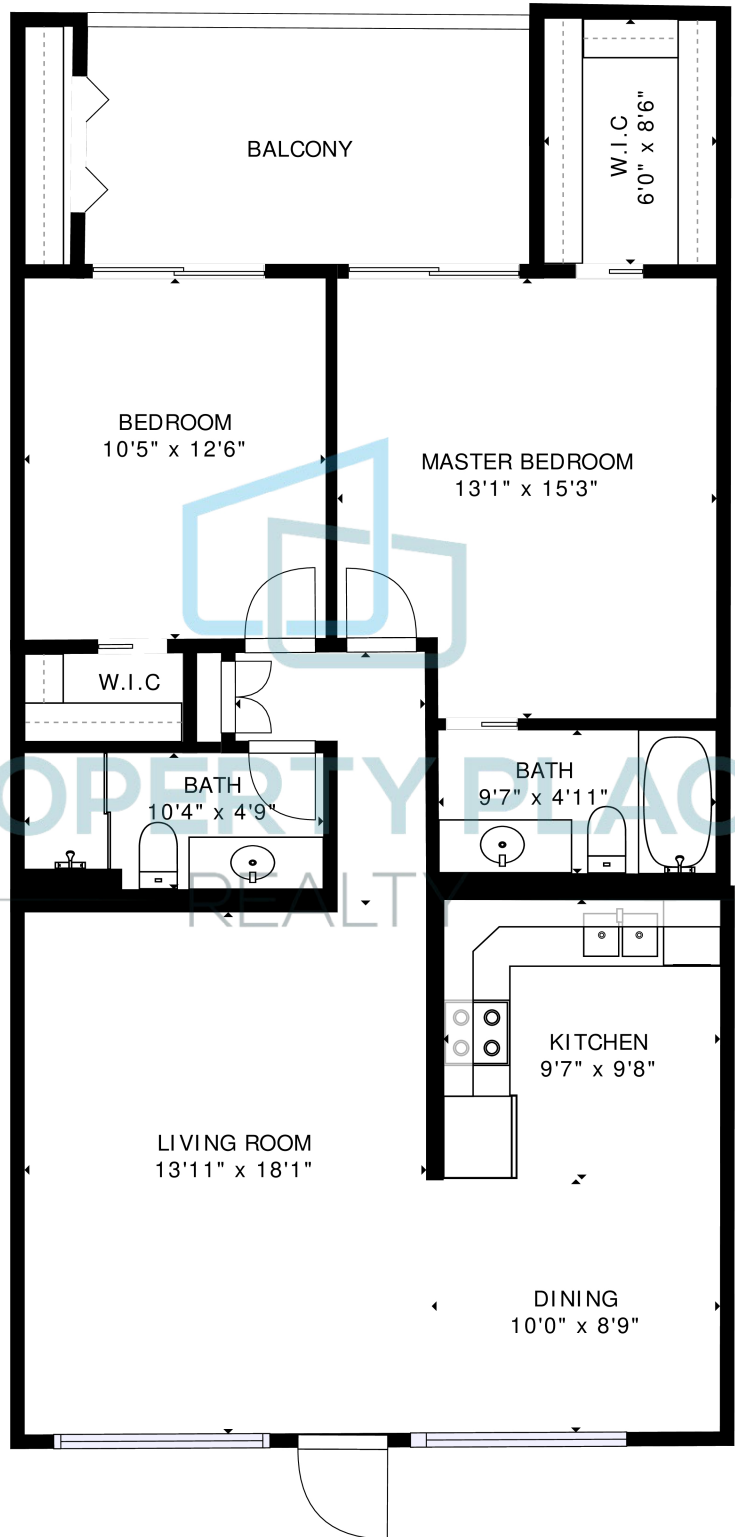 BALCONY
W.I.C
6'0" x 8'6"
BEDROOM
10'5" x 12'6"
MASTER BEDROOM
13'1" x 15'3"
W.I.C
BATH
10'4" x 4'9"
BATH
9'7" x 4'11"
OPERTY PLAC
REALTY
KITCHEN
9'7" x 9'8"
LIVING ROOM
13'11" x 18'1"
DINING
10'0" x 8'9"